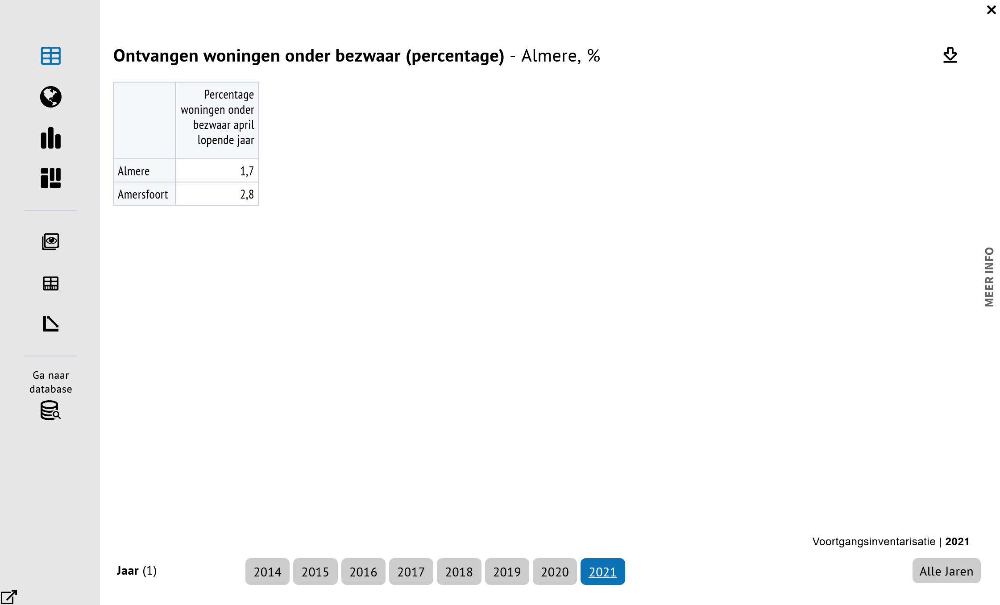 Ontvangen woningen onder bezwaar (percentage) - Almere, %
Percentage
woningen onder
bezwaar april
lopende jaar
Almere 1,7
Amersfoort 2,8
MEER INFO
Ga naar
database
Voortgangsinventarisatie | 2021
Jaar (1) 2014 2015 2016 2017 2018 2019 2020 2021 Alle Jaren